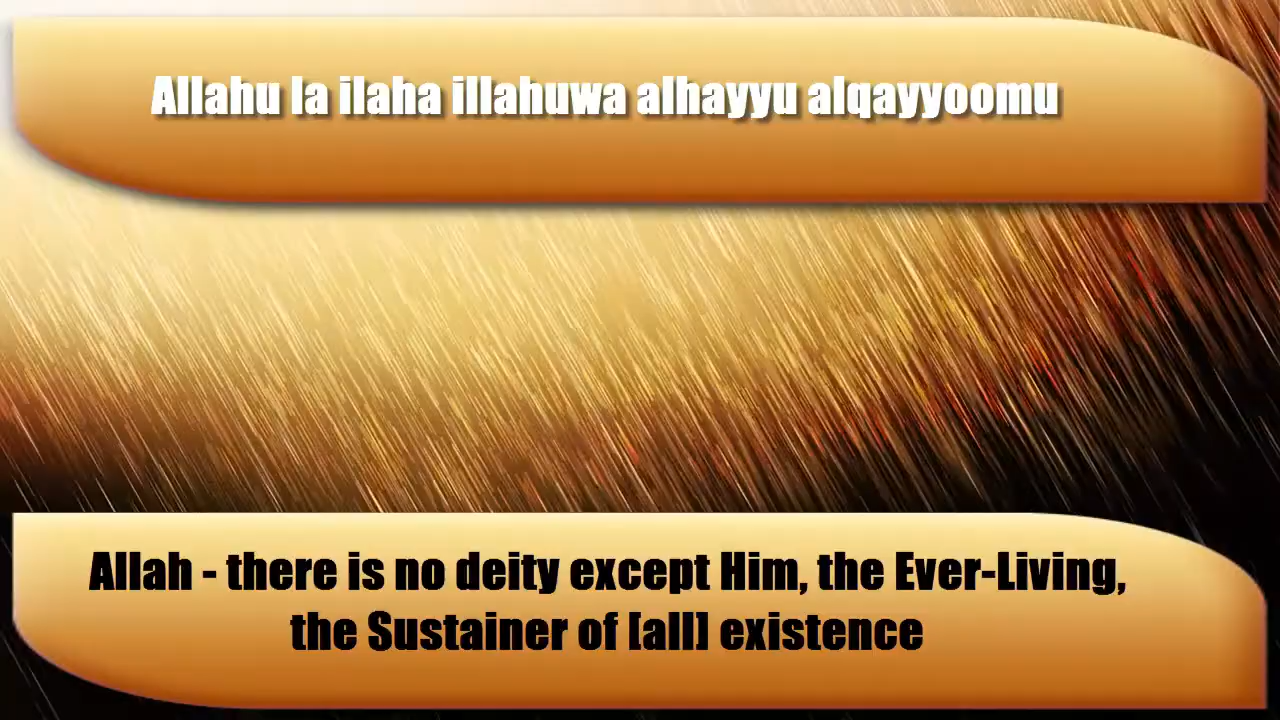 Allahu la ilaha illahuwa alhayyu alqayyoomu
Allah - there is no deity except Him, the Ever-Living,
the Sustainer of [all] existence